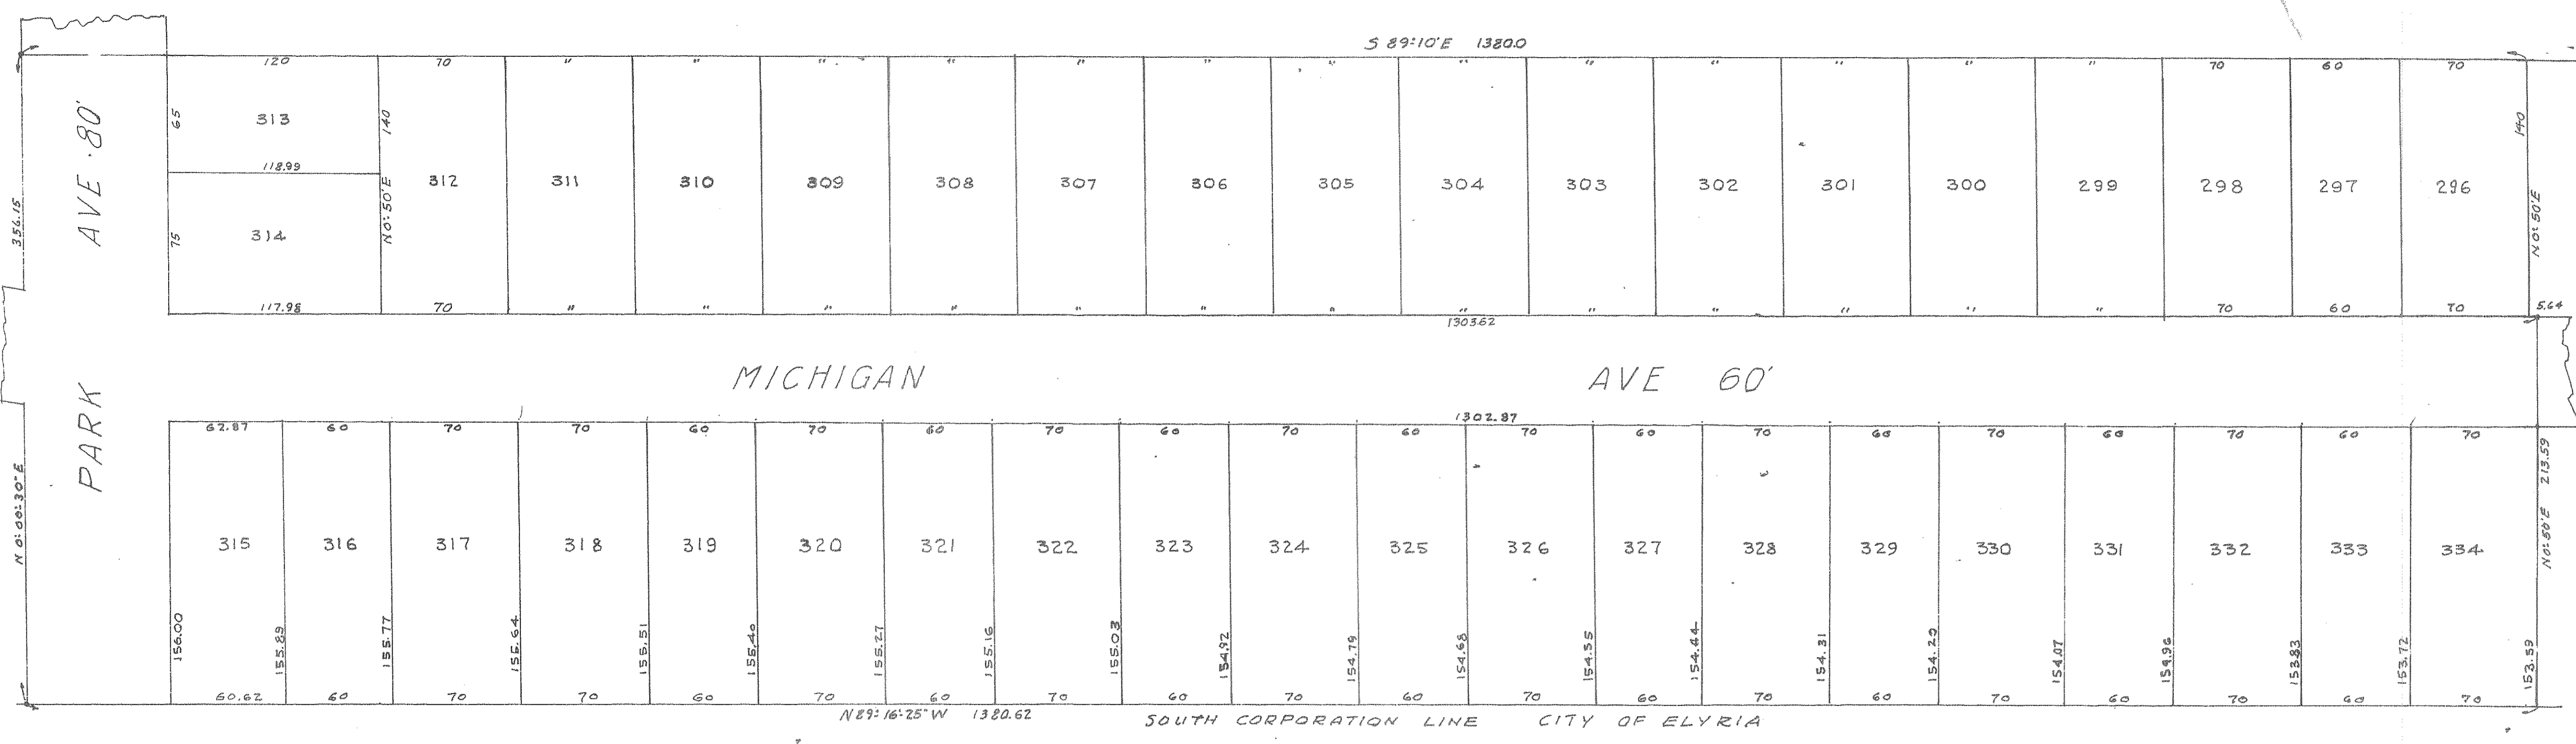 S 89°10'E 1380.0
120 70 " " " " " " " " " " " " " 70 60 70
356.15
AVE 80'
65
313
118.99
75
314
N 0°50'E 140
312 311 310 309 308 307 306 305 304 303 302 301 300 299 298 297 296
140
N 0°50'E
117.98 70 " " " " " " " " " " " " " 70 60 70 5.64
1303.62
MICHIGAN AVE 60'
PARK
1302.87
62.87 60 70 70 60 70 60 70 60 70 60 70 60 70 60 70 60 70 60 70
N 0°00'30"E
315 316 317 318 319 320 321 322 323 324 325 326 327 328 329 330 331 332 333 334
N 0°50'E 213.59
156.00 155.89 155.77 155.64 155.51 155.40 155.27 155.16 155.03 154.92 154.79 154.68 154.55 154.44 154.31 154.20 154.07 154.96 153.83 153.72 153.59
60.62 60 70 70 60 70 60 70 60 70 60 70 60 70 60 70 60 70 60 70
N 89°16'25"W 1380.62 SOUTH CORPORATION LINE CITY OF ELYRIA